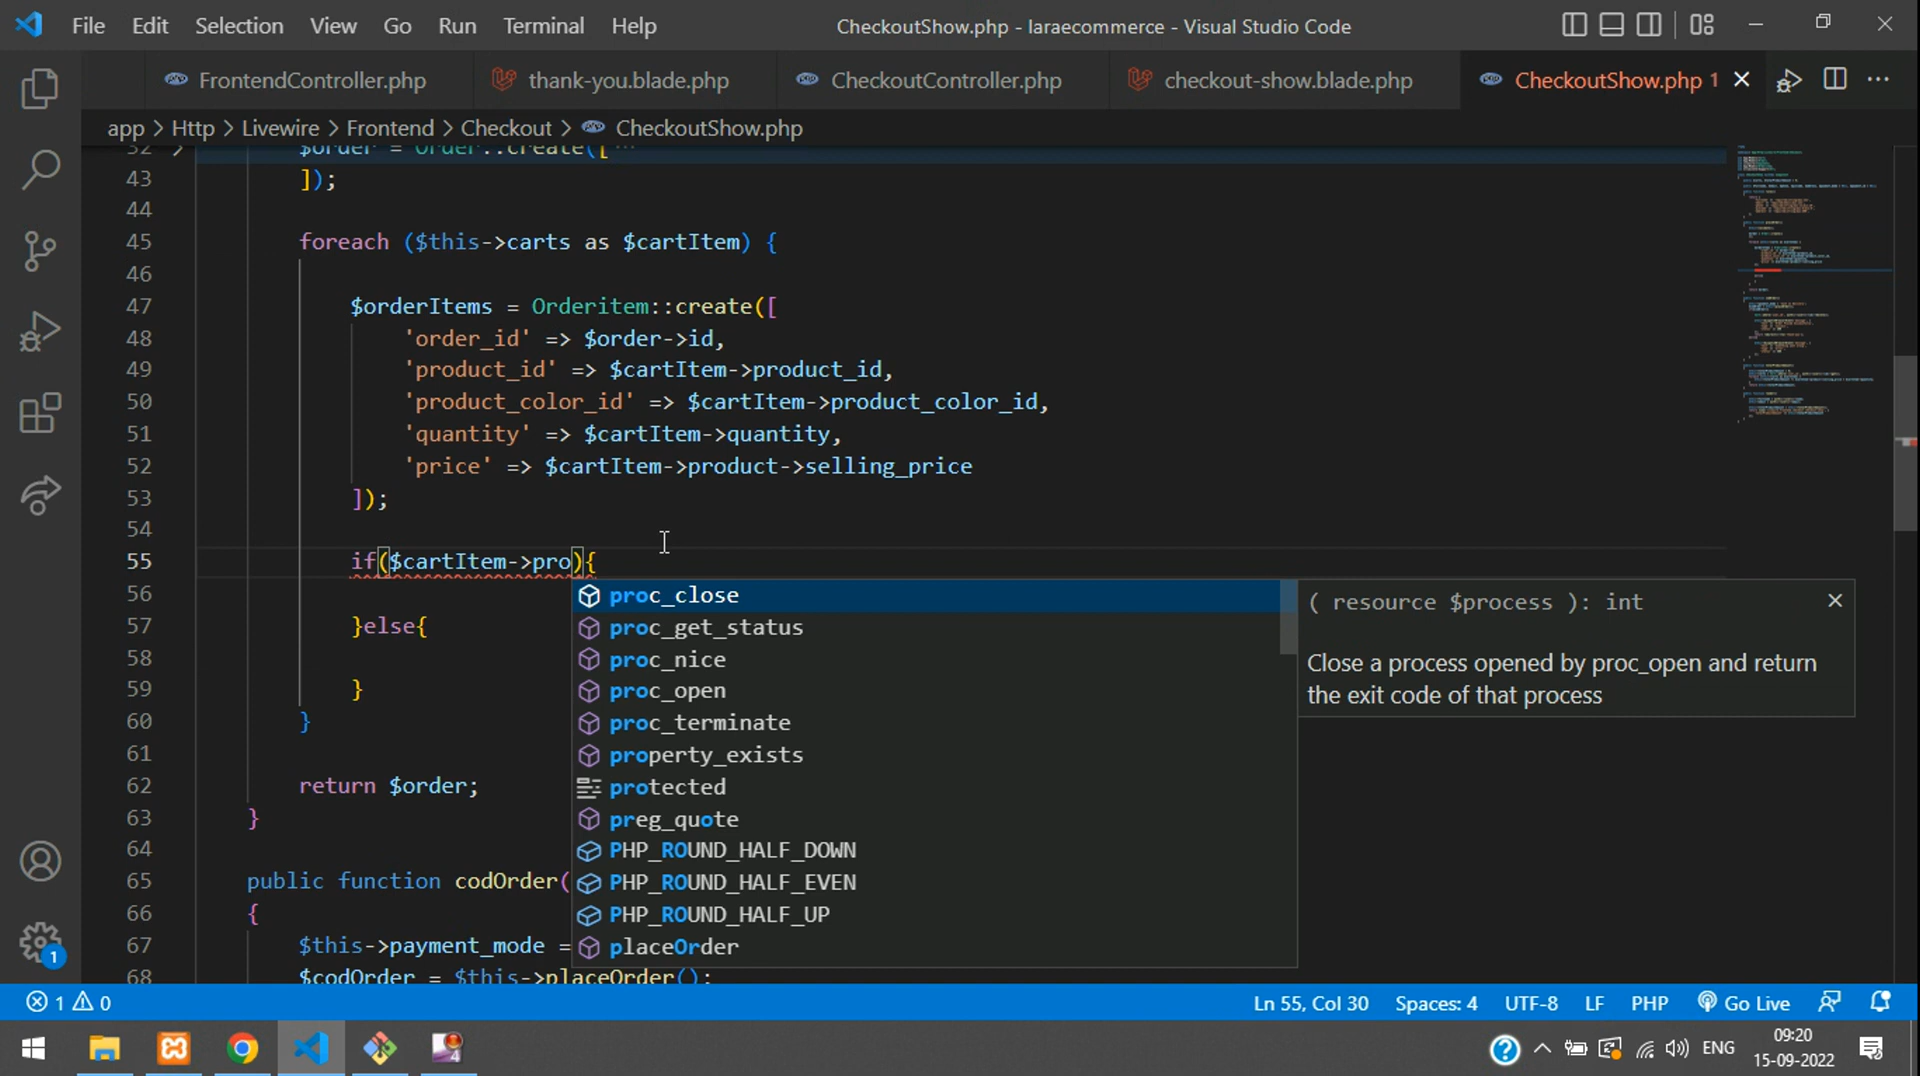 File Edit Selection View Go Run Terminal Help CheckoutShow.php - laraecommerce - Visual Studio Code
FrontendController.php thank-you.blade.php CheckoutController.php checkout-show.blade.php CheckoutShow.php 1
app > Http > Livewire > Frontend > Checkout > CheckoutShow.php
32 $order = Order::create([ ...
43 ]);
44
45 foreach ($this->carts as $cartItem) {
46
47 $orderItems = Orderitem::create([
48 'order_id' => $order->id,
49 'product_id' => $cartItem->product_id,
50 'product_color_id' => $cartItem->product_color_id,
51 'quantity' => $cartItem->quantity,
52 'price' => $cartItem->product->selling_price
53 ]);
54
55 if($cartItem->pro){
56 proc_close ( resource $process ): int
57 }else{ proc_get_status
58 proc_nice Close a process opened by proc_open and return
59 } proc_open the exit code of that process
60 } proc_terminate
61 property_exists
62 return $order; protected
63 } preg_quote
64 PHP_ROUND_HALF_DOWN
65 public function codOrder( PHP_ROUND_HALF_EVEN
66 { PHP_ROUND_HALF_UP
67 $this->payment_mode = placeOrder
68 $codOrder = $this->placeOrder();
1
1 0 Ln 55, Col 30 Spaces: 4 UTF-8 LF PHP Go Live
4 ENG 09:20
15-09-2022